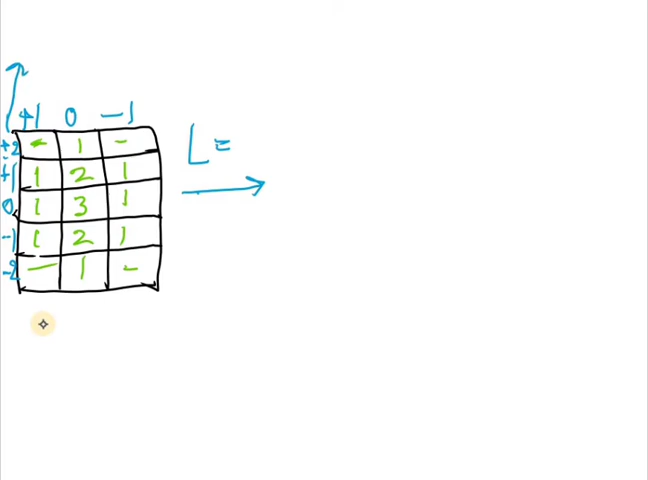 +1 0 -1
+2 - 1 -
+1 1 2 1
0 1 3 1
-1 1 2 1
-2 - 1 -
L =